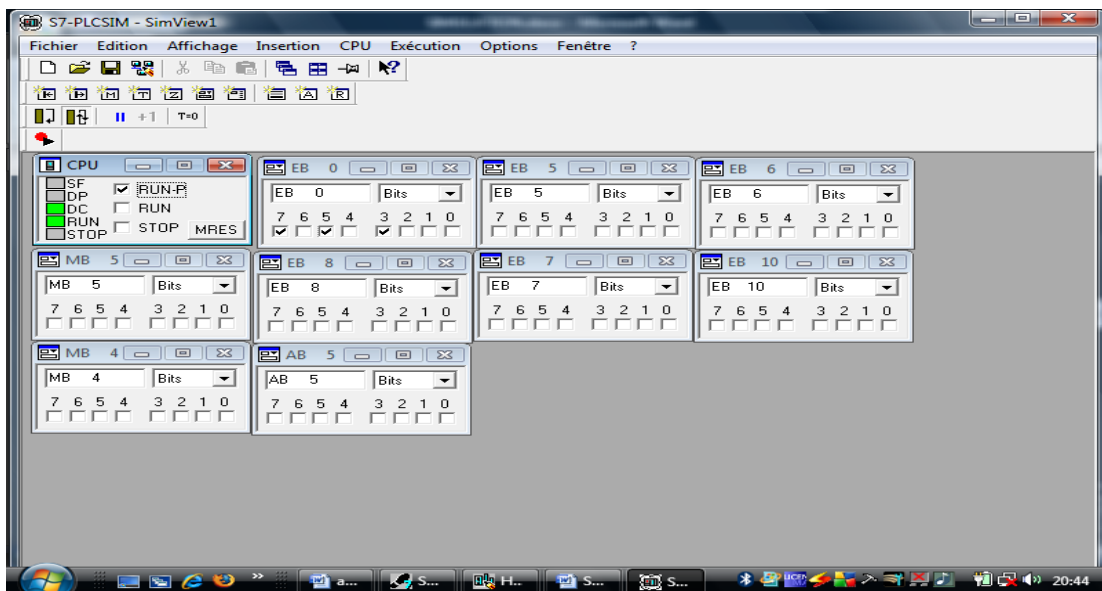 S7-PLCSIM - SimView1
Fichier Edition Affichage Insertion CPU Exécution Options Fenêtre ?
+1 T=0
CPU
SF
DP
DC
RUN
STOP
RUN-P
RUN
STOP
MRES
EB 0
EB 0 Bits
7 6 5 4 3 2 1 0
EB 5
EB 5 Bits
7 6 5 4 3 2 1 0
EB 6
EB 6 Bits
7 6 5 4 3 2 1 0
MB 5
MB 5 Bits
7 6 5 4 3 2 1 0
EB 8
EB 8 Bits
7 6 5 4 3 2 1 0
EB 7
EB 7 Bits
7 6 5 4 3 2 1 0
EB 10
EB 10 Bits
7 6 5 4 3 2 1 0
MB 4
MB 4 Bits
7 6 5 4 3 2 1 0
AB 5
AB 5 Bits
7 6 5 4 3 2 1 0
a... S... H... S... S... 20:44